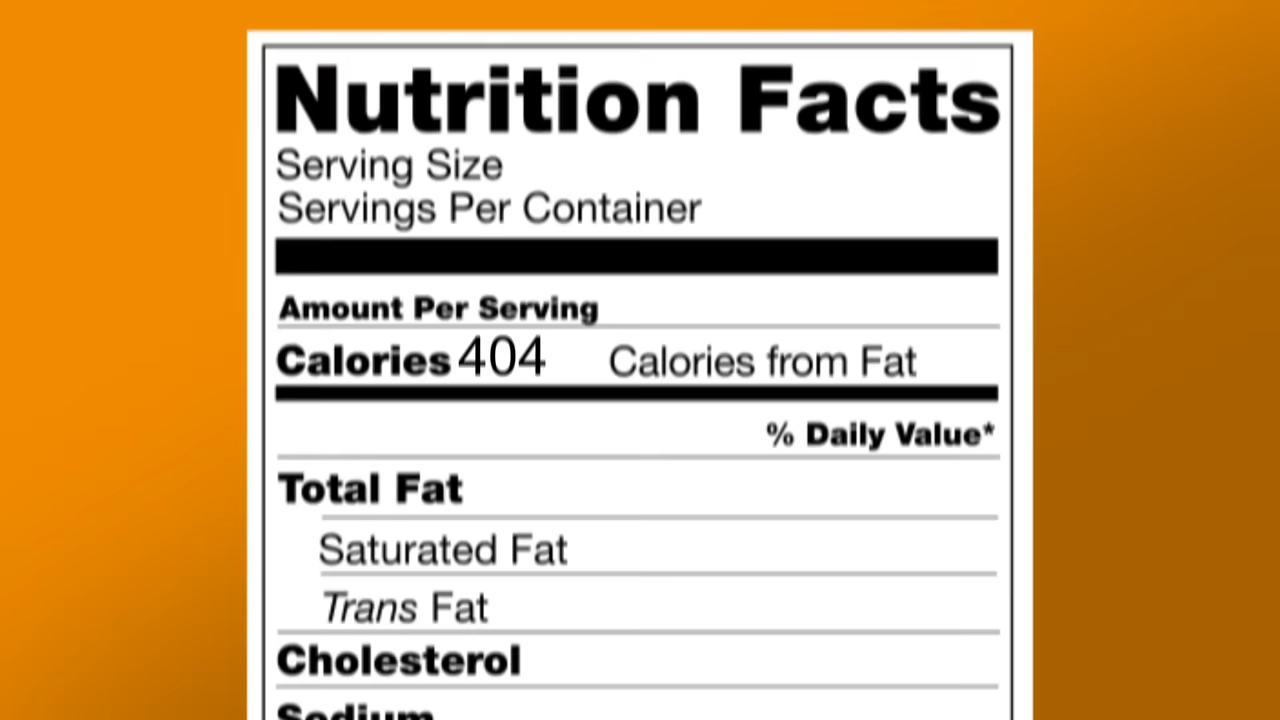 Nutrition Facts
Serving Size
Servings Per Container
Amount Per Serving
Calories 404 Calories from Fat
% Daily Value*
Total Fat
Saturated Fat
Trans Fat
Cholesterol
Sodium